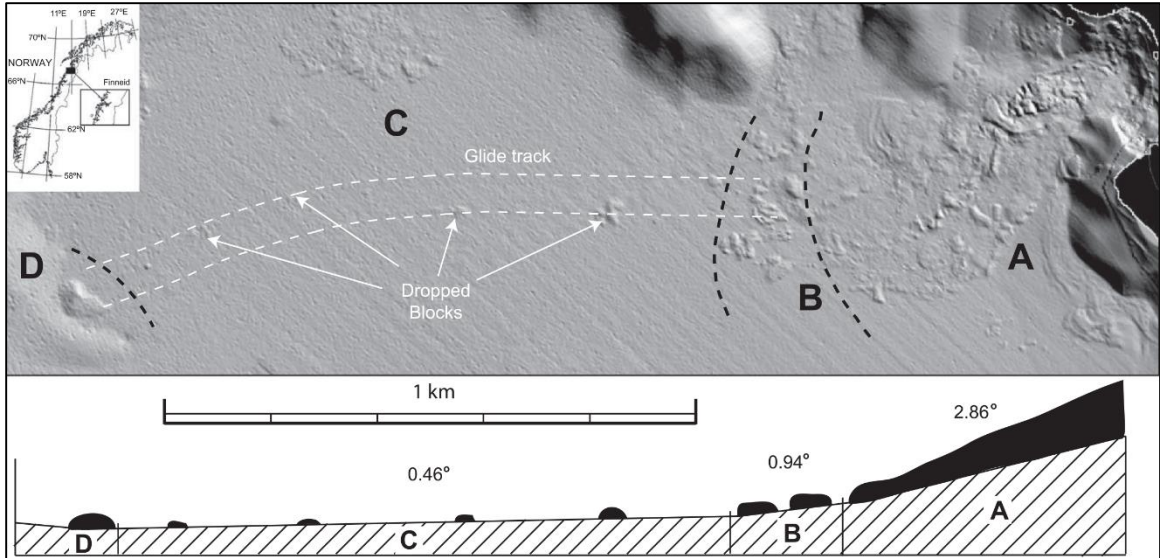 11°E 19°E 27°E
70°N
NORWAY
66°N
Finneid
62°N
58°N
C
Glide track
D
A
Dropped
Blocks
B
1 km
2.86°
0.46°
0.94°
D
C
B
A